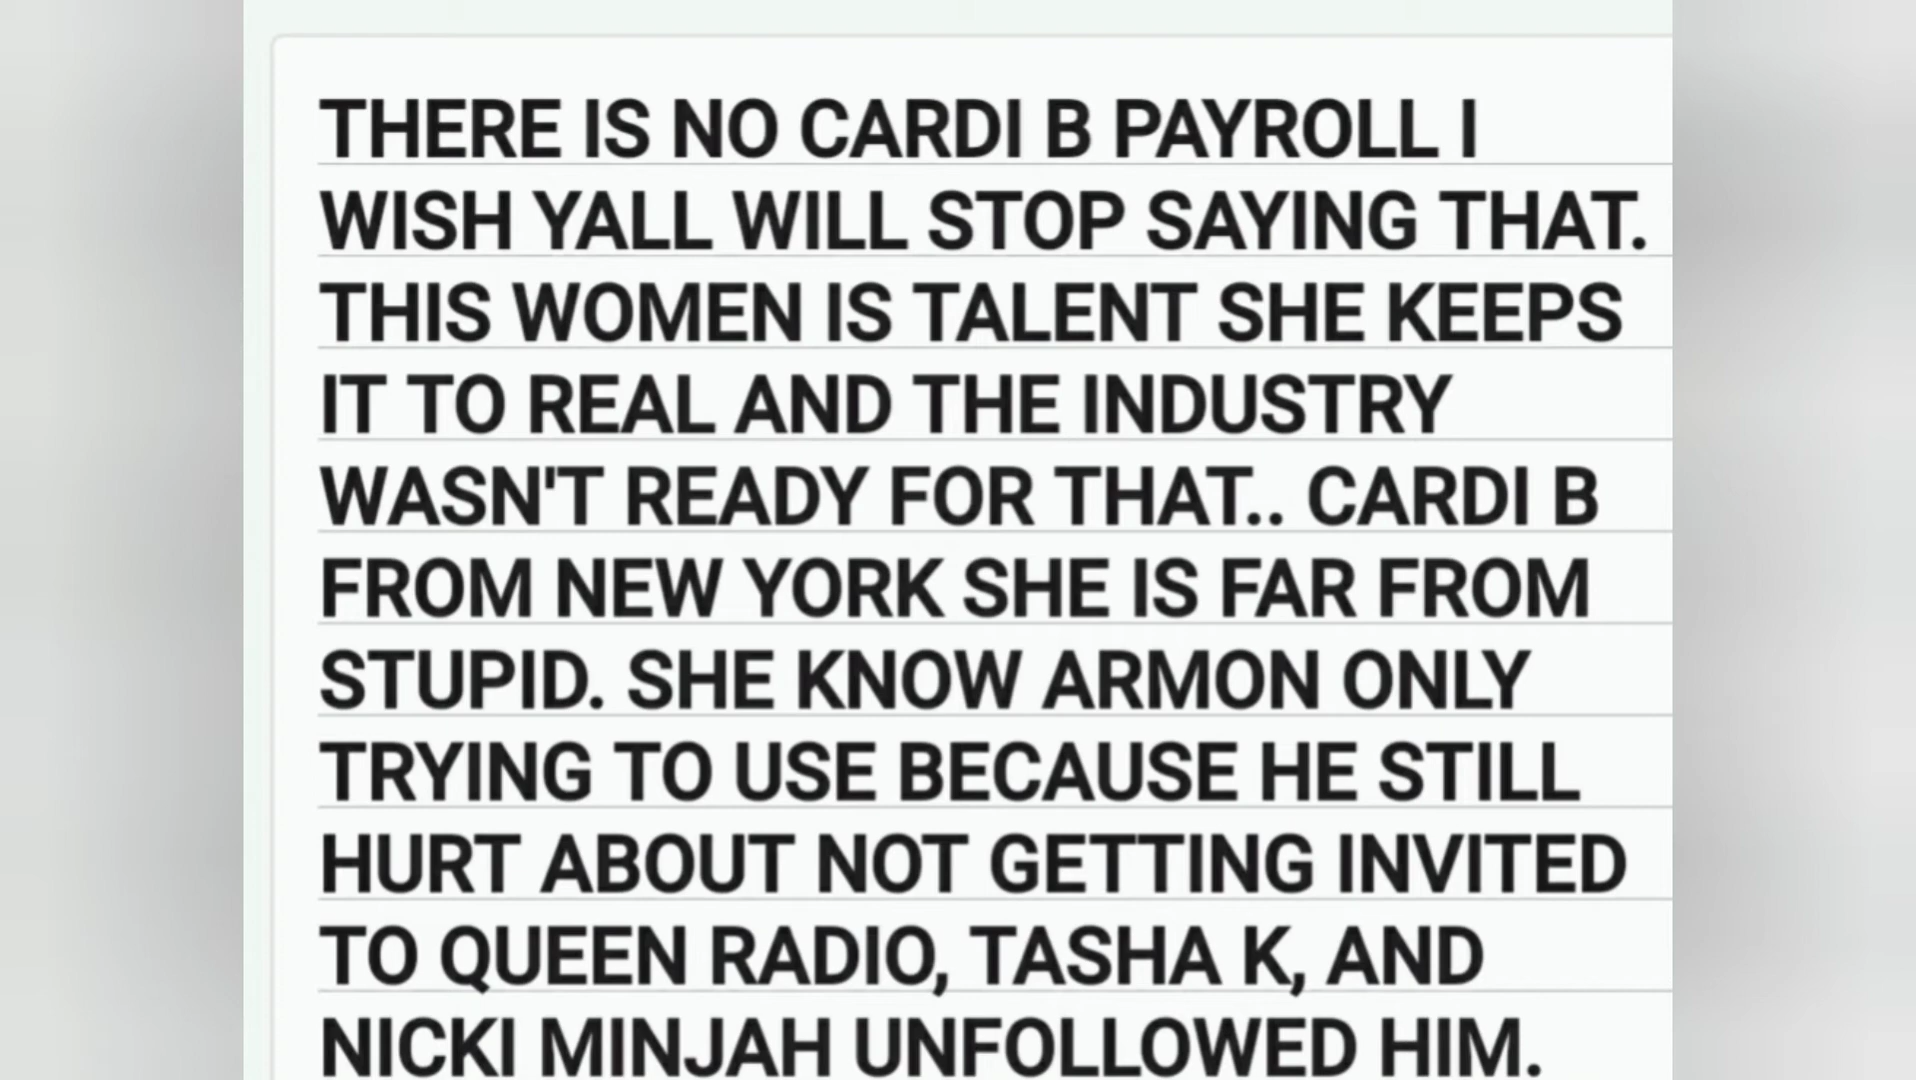 THERE IS NO CARDI B PAYROLL I
WISH YALL WILL STOP SAYING THAT.
THIS WOMEN IS TALENT SHE KEEPS
IT TO REAL AND THE INDUSTRY
WASN'T READY FOR THAT.. CARDI B
FROM NEW YORK SHE IS FAR FROM
STUPID. SHE KNOW ARMON ONLY
TRYING TO USE BECAUSE HE STILL
HURT ABOUT NOT GETTING INVITED
TO QUEEN RADIO, TASHA K, AND
NICKI MINJAH UNFOLLOWED HIM.